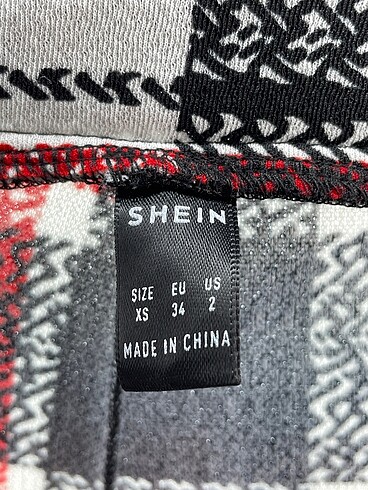 SHEIN
SIZE EU US
XS 34 2
MADE IN CHINA